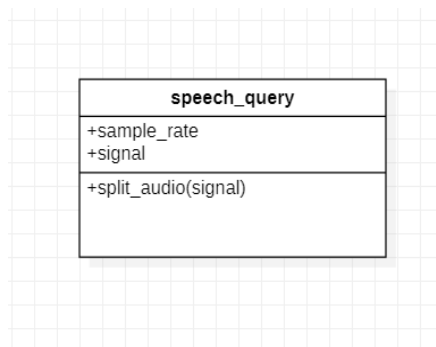 speech_query
+sample_rate
+signal
+split_audio(signal)